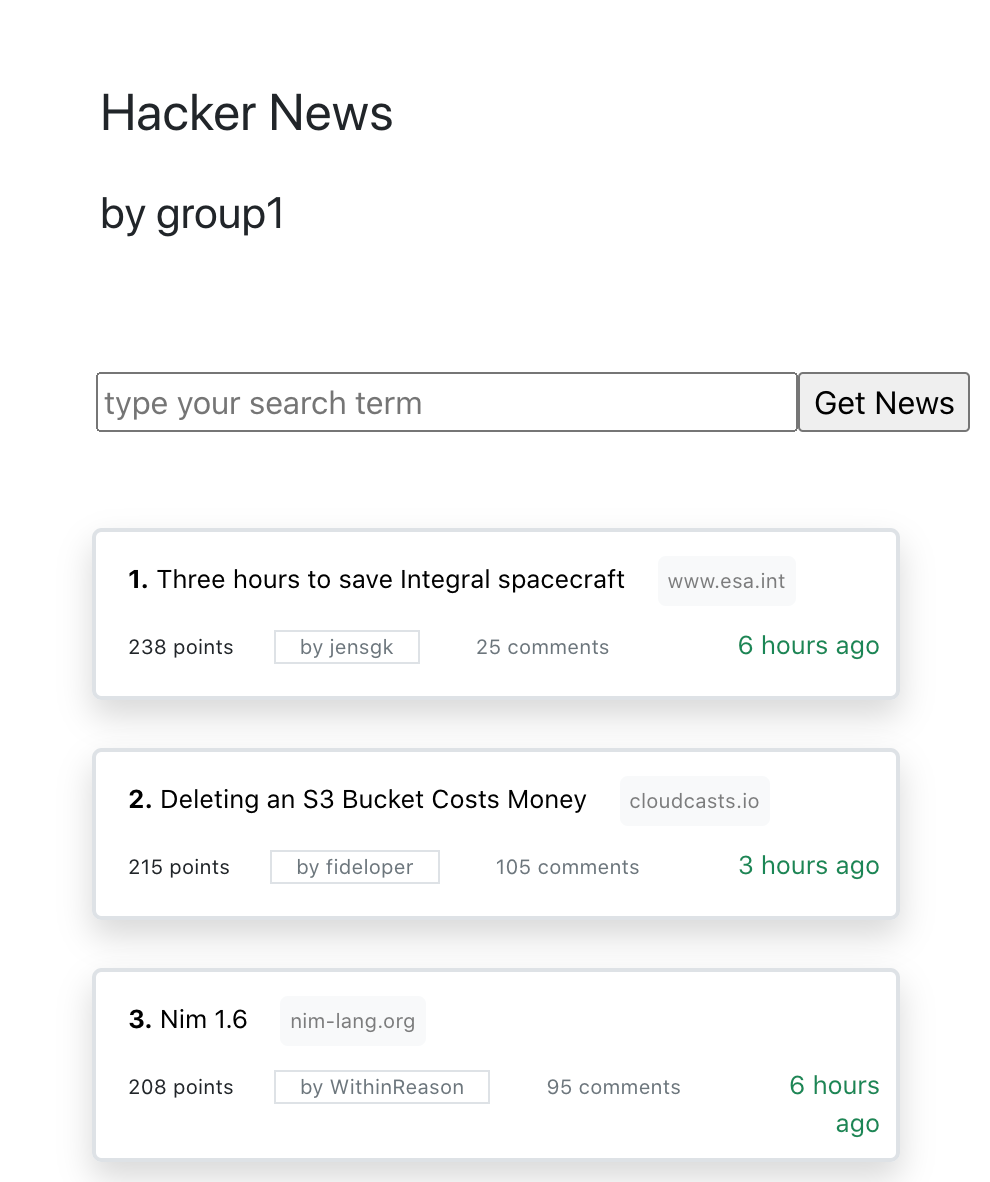 Hacker News
by group1
type your search term Get News
1. Three hours to save Integral spacecraft www.esa.int
238 points by jensgk 25 comments 6 hours ago
2. Deleting an S3 Bucket Costs Money cloudcasts.io
215 points by fideloper 105 comments 3 hours ago
3. Nim 1.6 nim-lang.org
208 points by WithinReason 95 comments 6 hours
ago